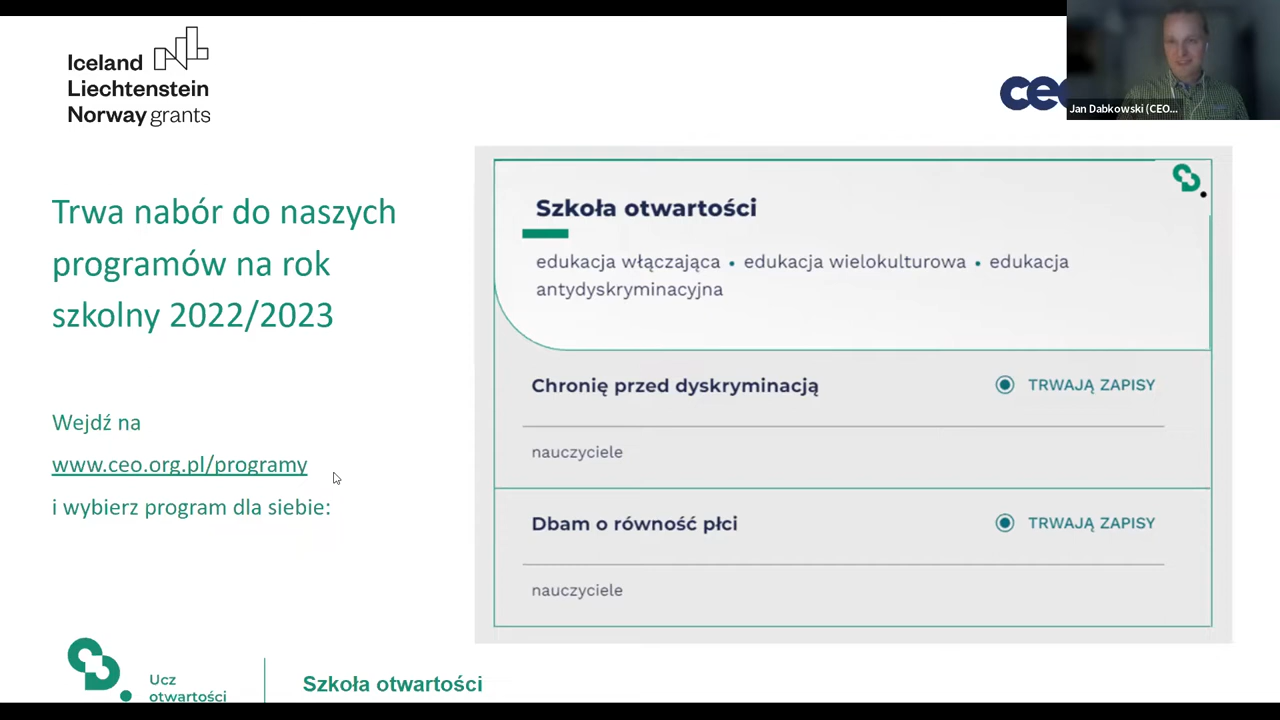 Iceland
Liechtenstein
Norway grants
Jan Dabkowski (CEO...
Trwa nabór do naszych
programów na rok
szkolny 2022/2023
Wejdź na
www.ceo.org.pl/programy
i wybierz program dla siebie:
Szkoła otwartości
edukacja włączająca • edukacja wielokulturowa • edukacja
antydyskryminacyjna
Chronię przed dyskryminacją
TRWAJĄ ZAPISY
nauczyciele
Dbam o równość płci
TRWAJĄ ZAPISY
nauczyciele
Ucz
otwartości
Szkoła otwartości